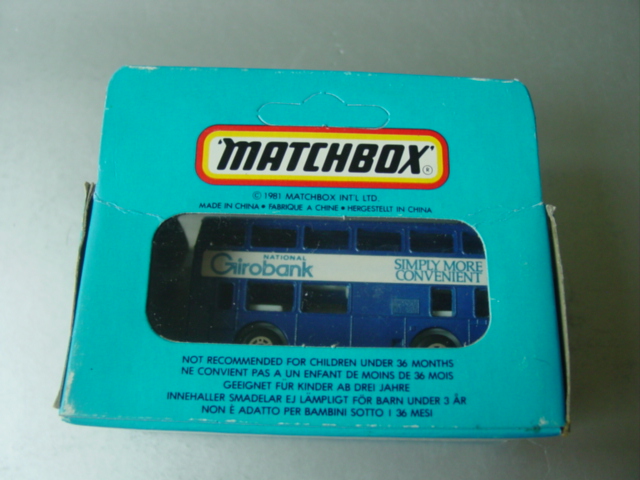 "MATCHBOX"®
© 1981 MATCHBOX INT'L LTD.
MADE IN CHINA • FABRIQUE A CHINE • HERGESTELLT IN CHINA
NATIONAL
Girobank
SIMPLY MORE
CONVENIENT
NOT RECOMMENDED FOR CHILDREN UNDER 36 MONTHS
NE CONVIENT PAS A UN ENFANT DE MOINS DE 36 MOIS
GEEIGNET FÜR KINDER AB DREI JAHRE
INNEHALLER SMADELAR EJ LÄMPLIGT FÖR BARN UNDER 3 ÅR
NON È ADATTO PER BAMBINI SOTTO I 36 MESI